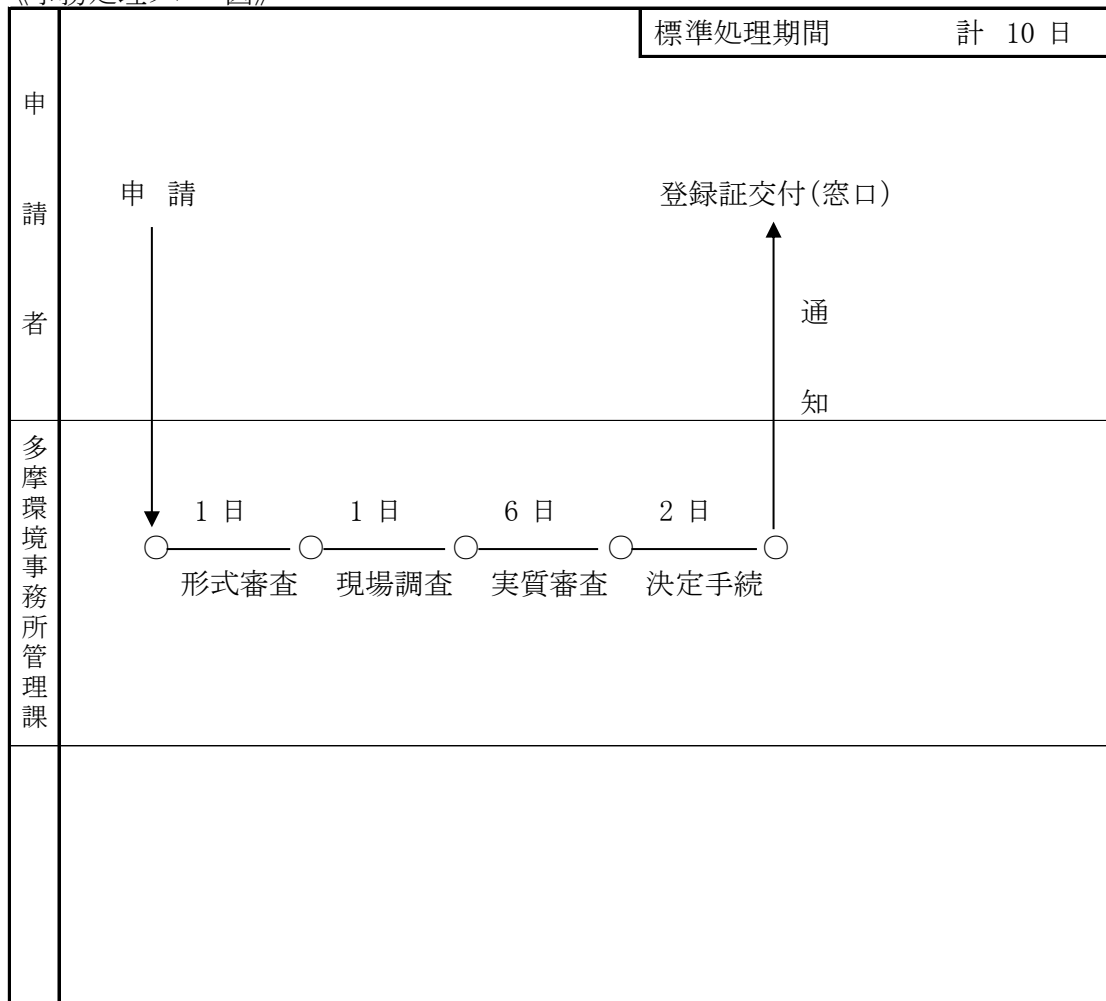 標準処理期間 計 10 日
申請者
申 請
登録証交付(窓口)
通知
多摩環境事務所管理課
1 日 1 日 6 日 2 日
形式審査 現場調査 実質審査 決定手続